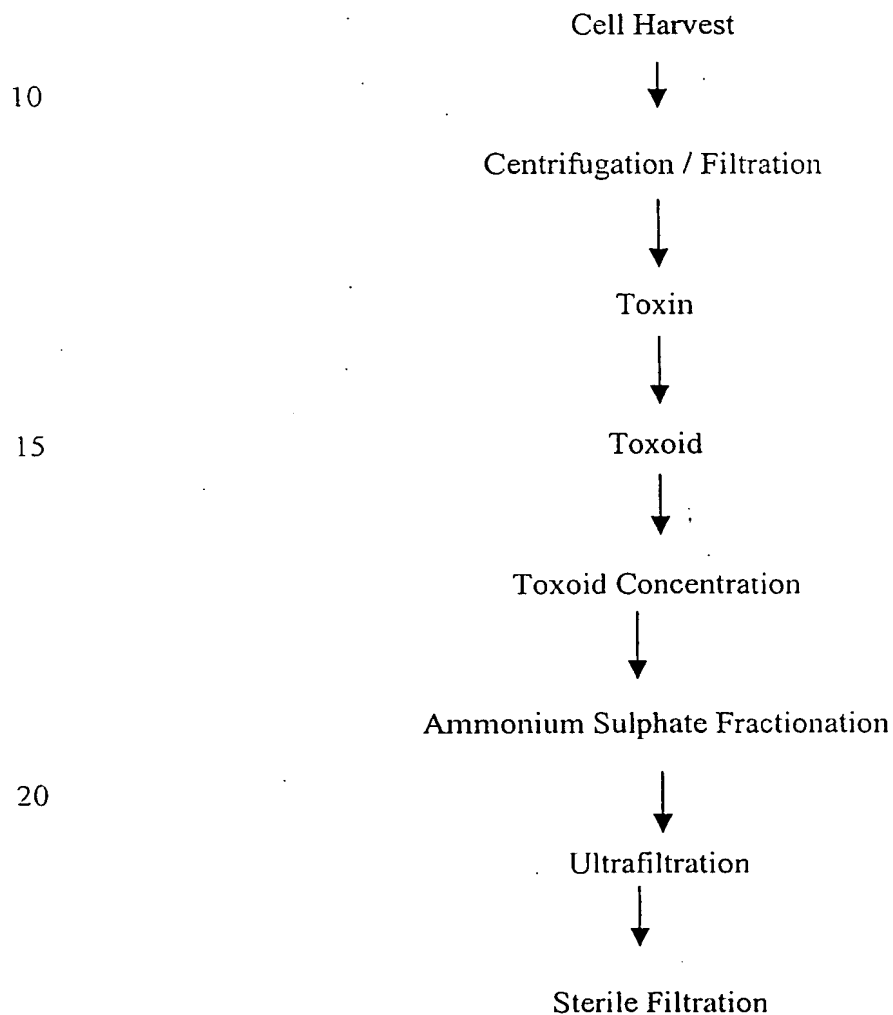 Cell Harvest
10
Centrifugation / Filtration
Toxin
15
Toxoid
Toxoid Concentration
Ammonium Sulphate Fractionation
20
Ultrafiltration
Sterile Filtration